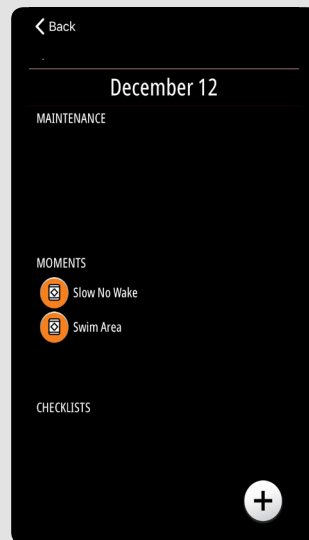 Back
December 12
MAINTENANCE
MOMENTS
Slow No Wake
Swim Area
CHECKLISTS